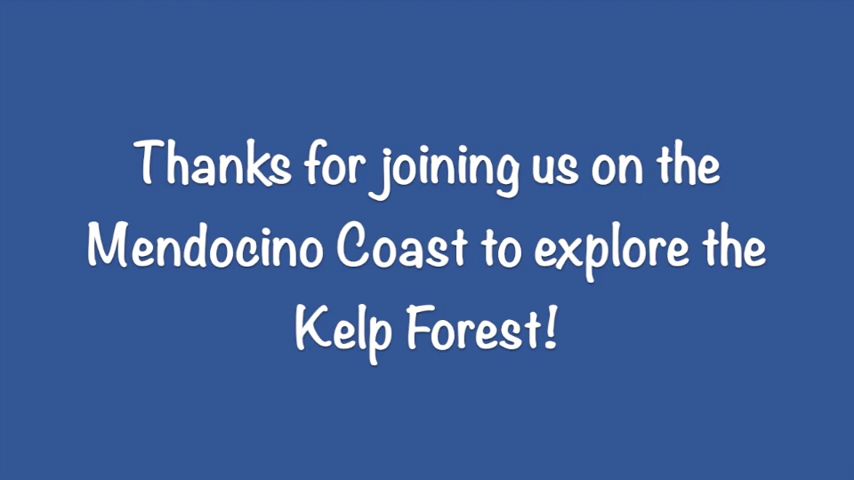 Thanks for joining us on the
Mendocino Coast to explore the
Kelp Forest!